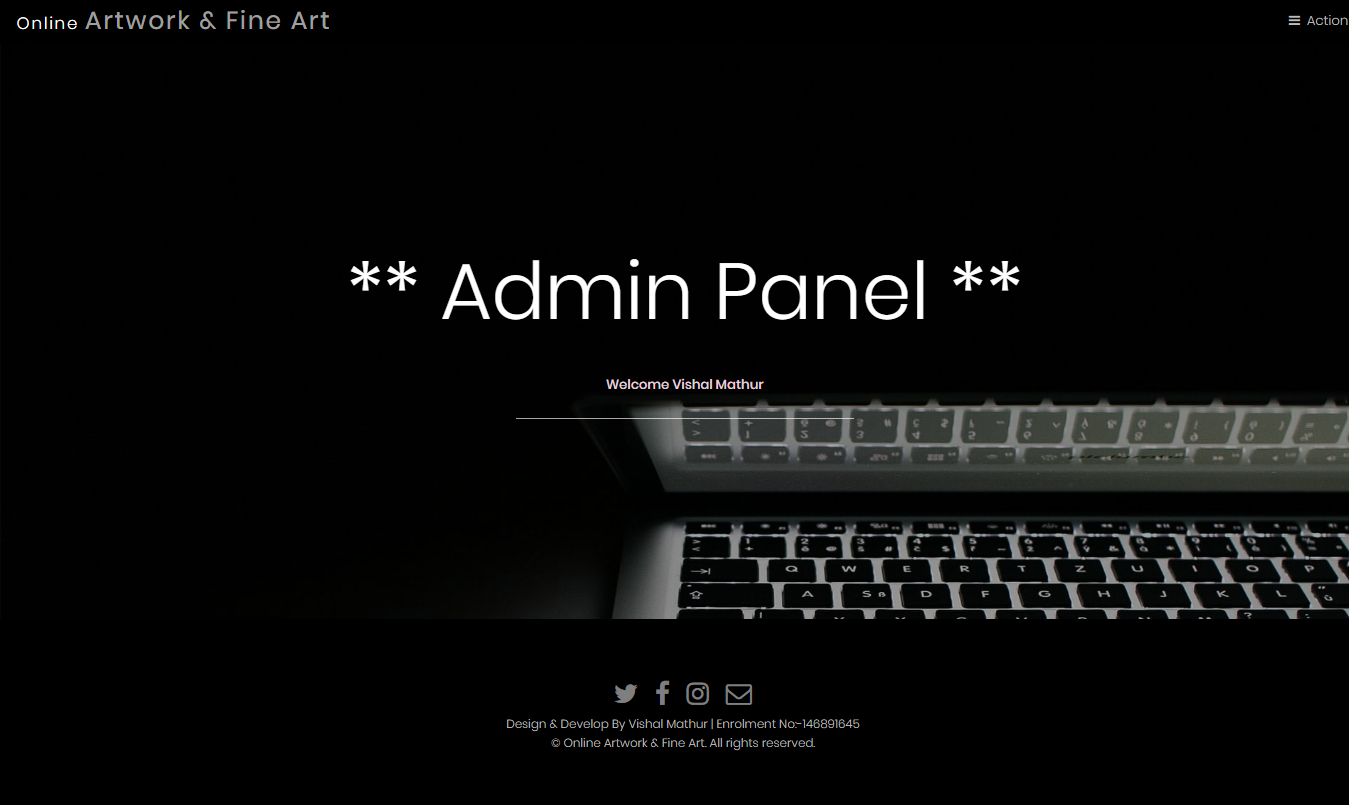 Online Artwork & Fine Art
Action
** Admin Panel **
Welcome Vishal Mathur
Q W E R T Z U I O P
A S D F G H J K L
Design & Develop By Vishal Mathur | Enrolment No:-146891645
© Online Artwork & Fine Art. All rights reserved.